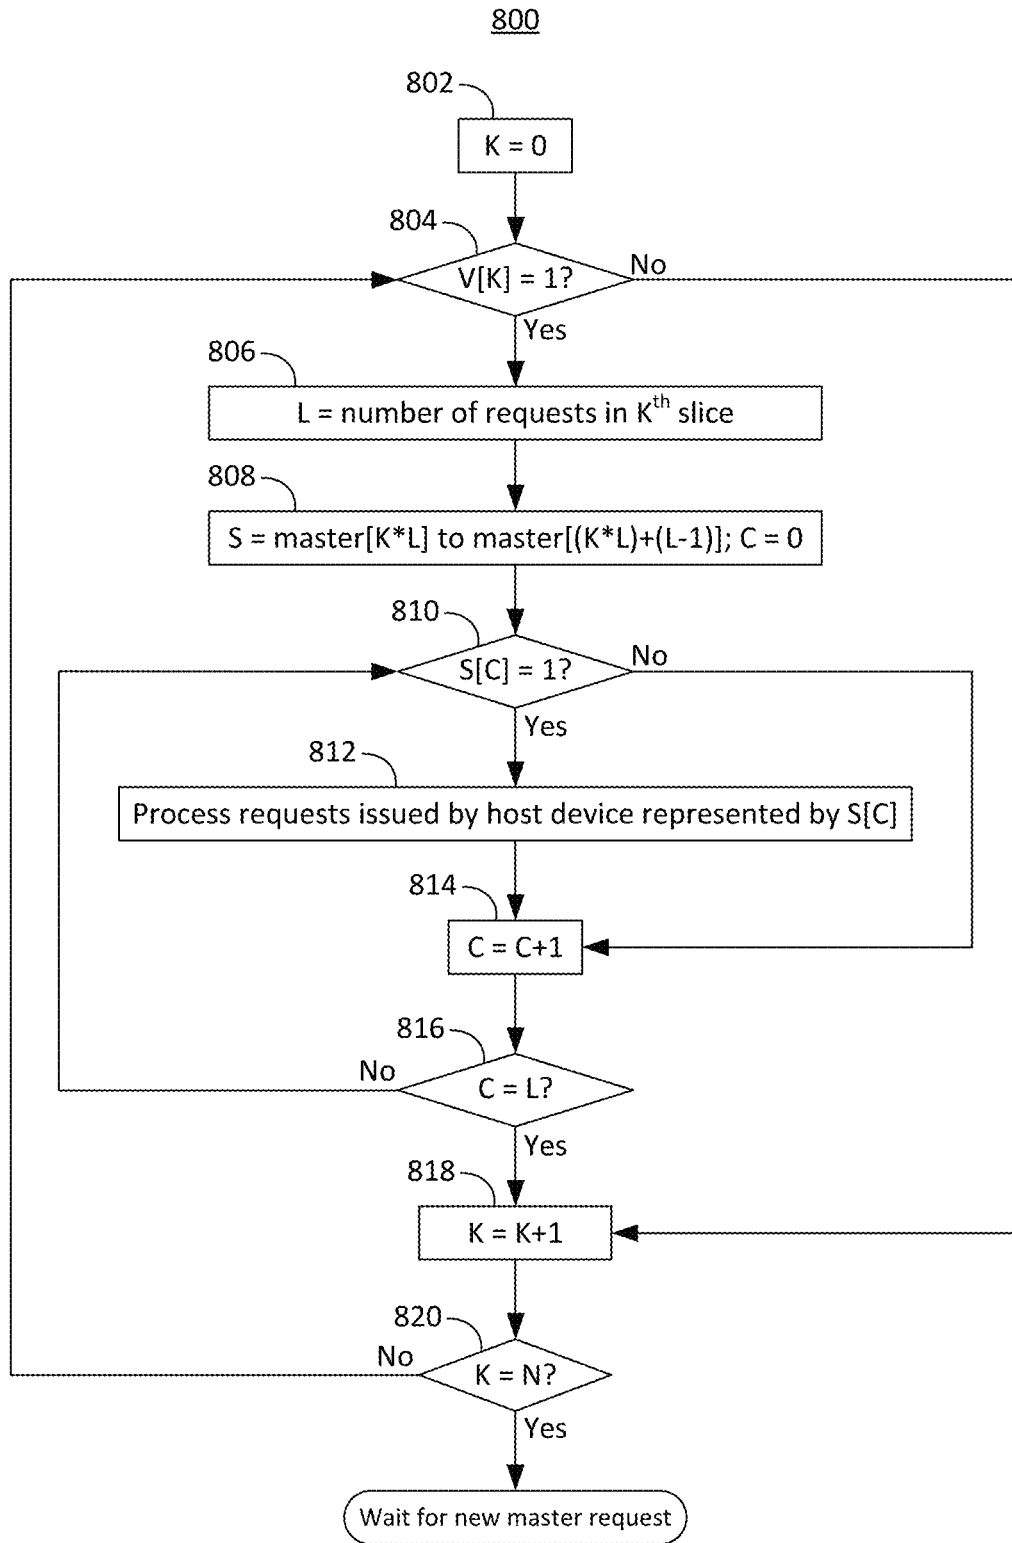 800
802
K = 0
804
V[K] = 1?
No
Yes
806
L = number of requests in Kth slice
808
S = master[K*L] to master[(K*L)+(L-1)]; C = 0
810
S[C] = 1?
No
Yes
812
Process requests issued by host device represented by S[C]
814
C = C+1
816
No
C = L?
Yes
818
K = K+1
820
No
K = N?
Yes
Wait for new master request